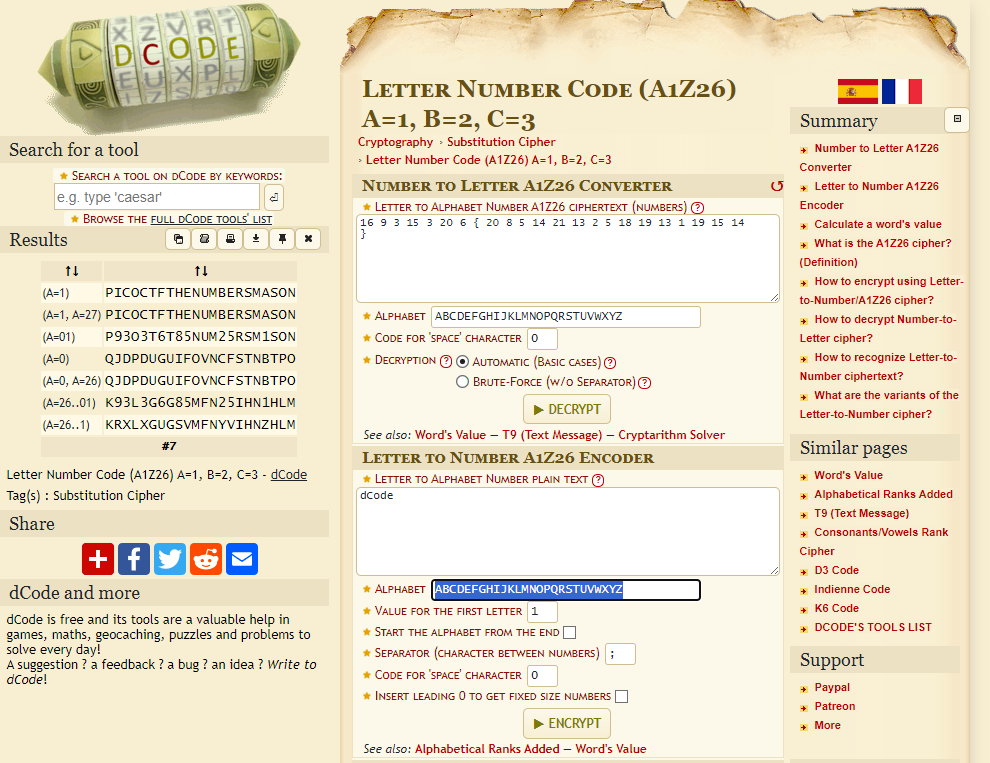 X Z V R T
D C O D E
E U X P L
Search for a tool
★ Search a tool on dCode by keywords:
e.g. type 'caesar'
★ Browse the full dCode tools' list
Results
↑↓ ↑↓
(A=1) PICOCTFTHENUMBERSMASON
(A=1, A=27) PICOCTFTHENUMBERSMASON
(A=01) P93O3T6T85NUM25RSM1SON
(A=0) QJDPDUGUIFOVNCFSTNBTPO
(A=0, A=26) QJDPDUGUIFOVNCFSTNBTPO
(A=26..01) K93L3G6G85MFN25IHN1HLM
(A=26..1) KRXLXGUGSVMFNYVIHNZHLM
#7
Letter Number Code (A1Z26) A=1, B=2, C=3 - dCode
Tag(s) : Substitution Cipher
Share
dCode and more
dCode is free and its tools are a valuable help in
games, maths, geocaching, puzzles and problems to
solve every day!
A suggestion ? a feedback ? a bug ? an idea ? Write to
dCode!
Letter Number Code (A1Z26)
A=1, B=2, C=3
Cryptography › Substitution Cipher
› Letter Number Code (A1Z26) A=1, B=2, C=3
Number to Letter A1Z26 Converter
★ Letter to Alphabet Number A1Z26 ciphertext (numbers) ?
16 9 3 15 3 20 6 { 20 8 5 14 21 13 2 5 18 19 13 1 19 15 14
}
★ Alphabet ABCDEFGHIJKLMNOPQRSTUVWXYZ
★ Code for 'space' character 0
★ Decryption ? Automatic (Basic cases) ?
Brute-Force (w/o Separator) ?
▶ DECRYPT
See also: Word's Value — T9 (Text Message) — Cryptarithm Solver
Letter to Number A1Z26 Encoder
★ Letter to Alphabet Number plain text ?
dCode
★ Alphabet ABCDEFGHIJKLMNOPQRSTUVWXYZ
★ Value for the first letter 1
★ Start the alphabet from the end
★ Separator (character between numbers) ;
★ Code for 'space' character 0
★ Insert leading 0 to get fixed size numbers
▶ ENCRYPT
See also: Alphabetical Ranks Added — Word's Value
Summary
Number to Letter A1Z26
Converter
Letter to Number A1Z26
Encoder
Calculate a word's value
What is the A1Z26 cipher?
(Definition)
How to encrypt using Letter-
to-Number/A1Z26 cipher?
How to decrypt Number-to-
Letter cipher?
How to recognize Letter-to-
Number ciphertext?
What are the variants of the
Letter-to-Number cipher?
Similar pages
Word's Value
Alphabetical Ranks Added
T9 (Text Message)
Consonants/Vowels Rank
Cipher
D3 Code
Indienne Code
K6 Code
DCODE'S TOOLS LIST
Support
Paypal
Patreon
More